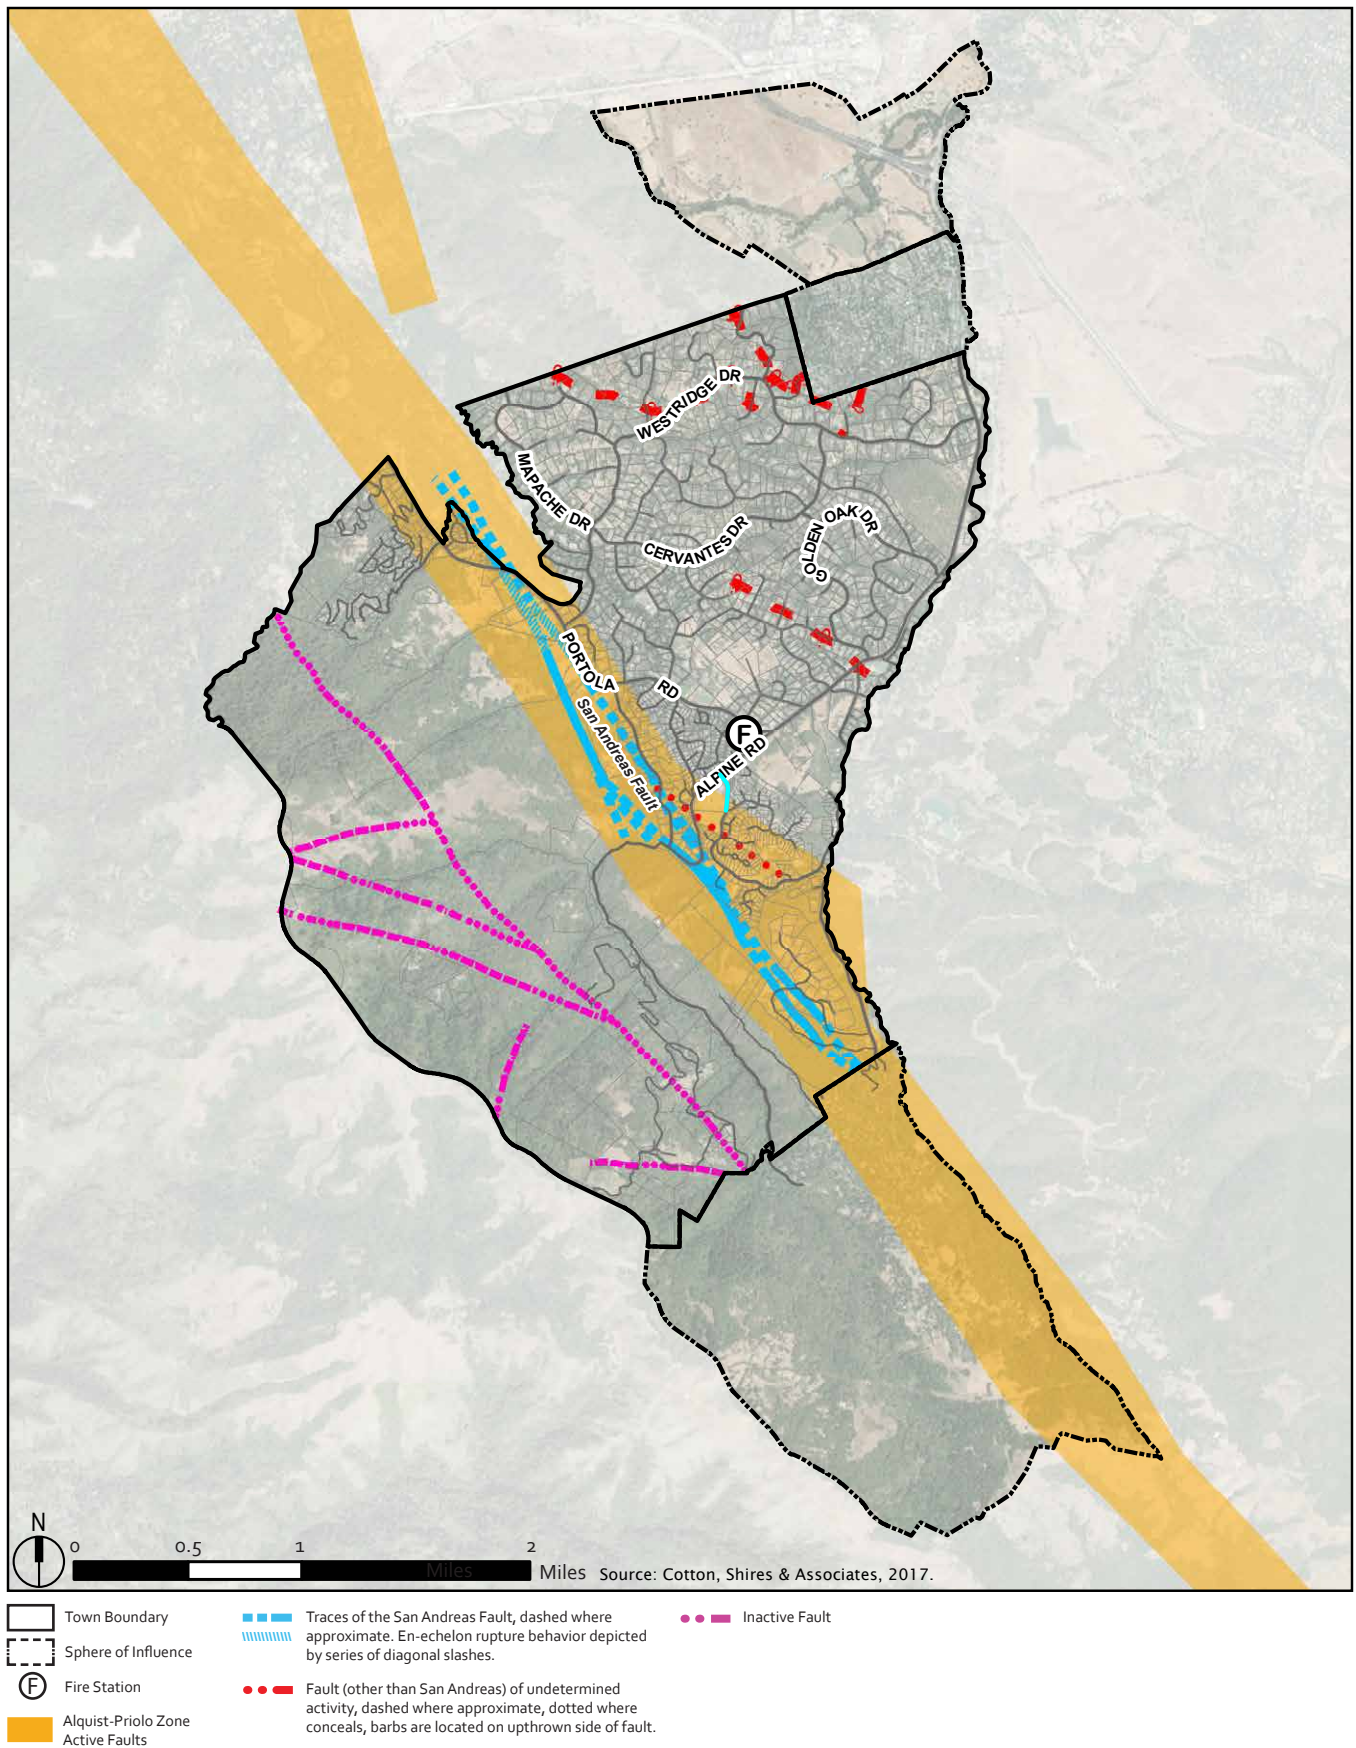 WESTRIDGE DR
MAPACHE DR
CERVANTES DR
GOLDEN OAK DR
PORTOLA RD
San Andreas Fault
F
ALPINE RD
N
0 0.5 1 2
Miles Miles Source: Cotton, Shires & Associates, 2017.
Town Boundary
Sphere of Influence
F Fire Station
Alquist-Priolo Zone
Active Faults
Traces of the San Andreas Fault, dashed where
approximate. En-echelon rupture behavior depicted
by series of diagonal slashes.
Fault (other than San Andreas) of undetermined
activity, dashed where approximate, dotted where
conceals, barbs are located on upthrown side of fault.
Inactive Fault